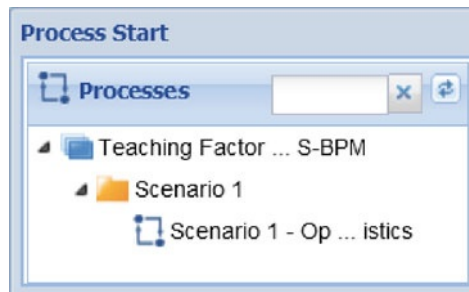 Process Start
Processes
Teaching Factor ... S-BPM
Scenario 1
Scenario 1 - Op ... istics